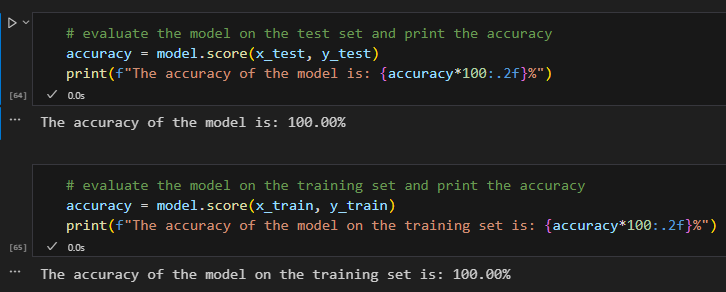 # evaluate the model on the test set and print the accuracy
accuracy = model.score(x_test, y_test)
print(f"The accuracy of the model is: {accuracy*100:.2f}%")
[64]
0.0s
The accuracy of the model is: 100.00%
# evaluate the model on the training set and print the accuracy
accuracy = model.score(x_train, y_train)
print(f"The accuracy of the model on the training set is: {accuracy*100:.2f}%")
[65]
0.0s
The accuracy of the model on the training set is: 100.00%